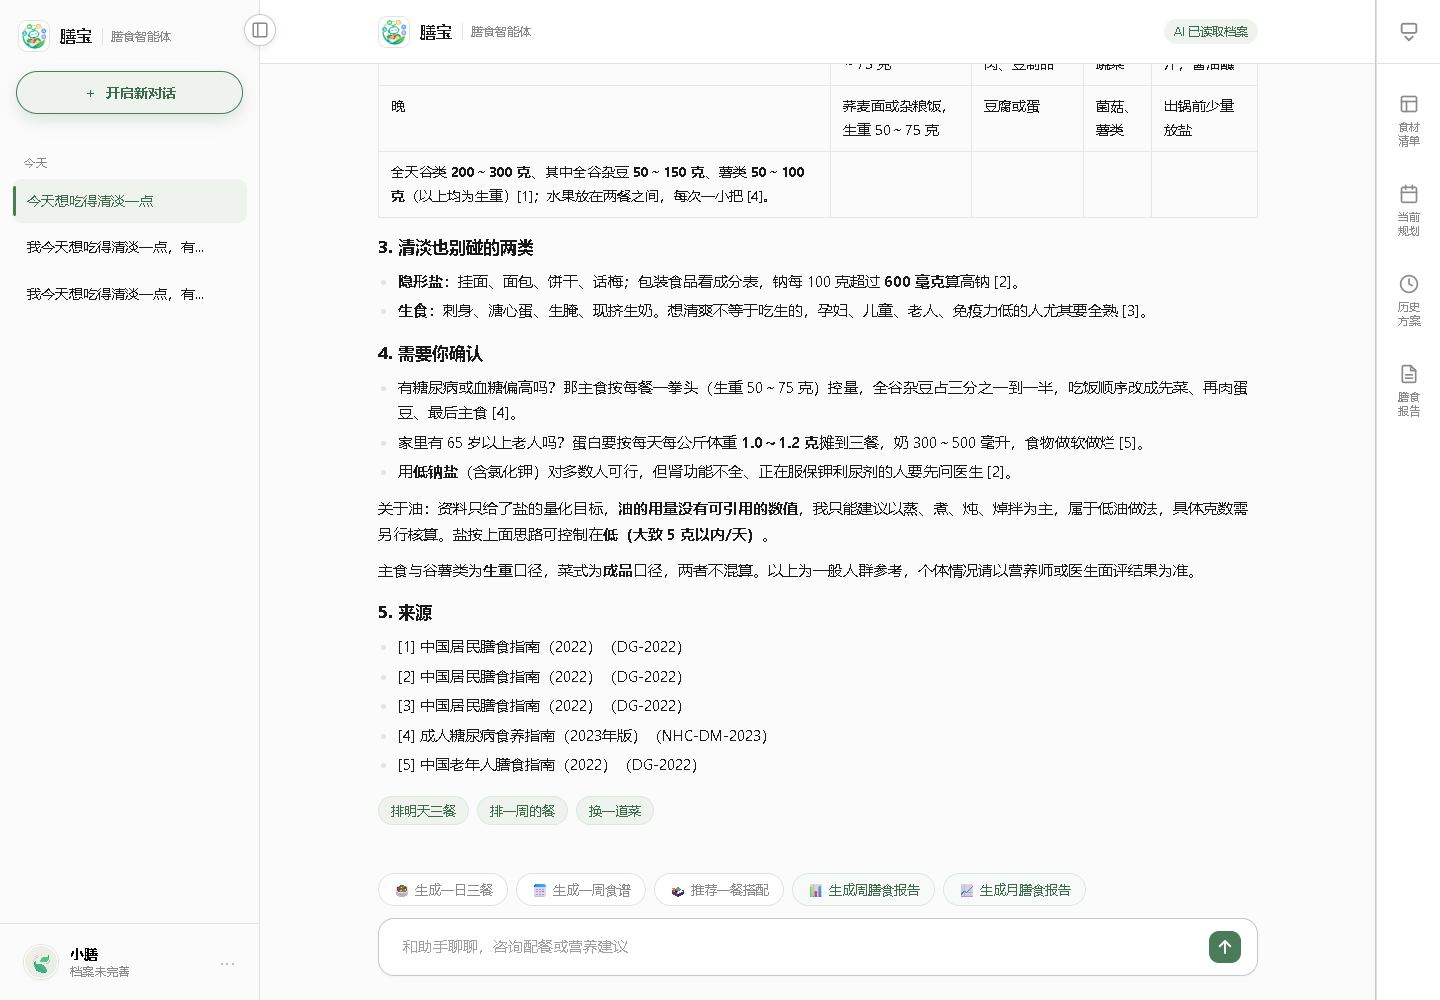 膳宝 膳食智能体
+ 开启新对话
今天
今天想吃得清淡一点
我今天想吃得清淡一点，有...
我今天想吃得清淡一点，有...
小膳
档案未完善
...
膳宝 膳食智能体
AI 已读取档案
晚
荞麦面或杂粮饭，
生重 50～75 克
豆腐或蛋
菌菇、
薯类
出锅前少量
放盐
全天谷类 200～300 克、其中全谷杂豆 50～150 克、薯类 50～100
克（以上均为生重）[1]；水果放在两餐之间，每次一小把 [4]。
3. 清淡也别碰的两类
隐形盐：挂面、面包、饼干、话梅；包装食品看成分表，钠每 100 克超过 600 毫克算高钠 [2]。
生食：刺身、溏心蛋、生腌、现挤生奶。想清爽不等于吃生的，孕妇、儿童、老人、免疫力低的人尤其要全熟 [3]。
4. 需要你确认
有糖尿病或血糖偏高吗？那主食按每餐一拳头（生重 50～75 克）控量，全谷杂豆占三分之一到一半，吃饭顺序改成先菜、再肉蛋
豆、最后主食 [4]。
家里有 65 岁以上老人吗？蛋白要按每天每公斤体重 1.0～1.2 克摊到三餐，奶 300～500 毫升，食物做软做烂 [5]。
用低钠盐（含氯化钾）对多数人可行，但肾功能不全、正在服保钾利尿剂的人要先问医生 [2]。
关于油：资料只给了盐的量化目标，油的用量没有可引用的数值，我只能建议以蒸、煮、炖、焯拌为主，属于低油做法，具体克数需
另行核算。盐按上面思路可控制在低（大致 5 克以内/天）。
主食与谷薯类为生重口径，菜式为成品口径，两者不混算。以上为一般人群参考，个体情况请以营养师或医生面评结果为准。
5. 来源
[1] 中国居民膳食指南（2022）（DG-2022）
[2] 中国居民膳食指南（2022）（DG-2022）
[3] 中国居民膳食指南（2022）（DG-2022）
[4] 成人糖尿病食养指南（2023年版）（NHC-DM-2023）
[5] 中国老年人膳食指南（2022）（DG-2022）
排明天三餐 排一周的餐 换一道菜
生成一日三餐 生成一周食谱 推荐一餐搭配 生成周膳食报告 生成月膳食报告
和助手聊聊，咨询配餐或营养建议
食材
清单
当前
规划
历史
方案
膳食
报告